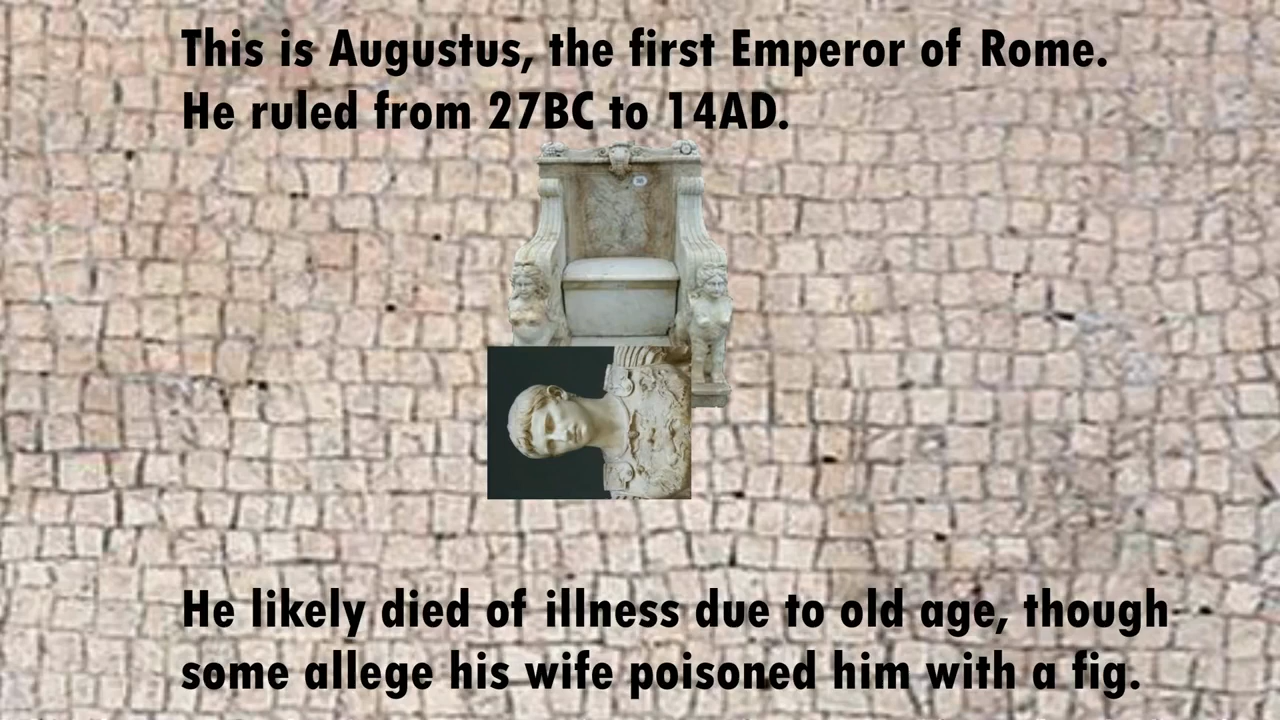 This is Augustus, the first Emperor of Rome.
He ruled from 27BC to 14AD.
He likely died of illness due to old age, though
some allege his wife poisoned him with a fig.